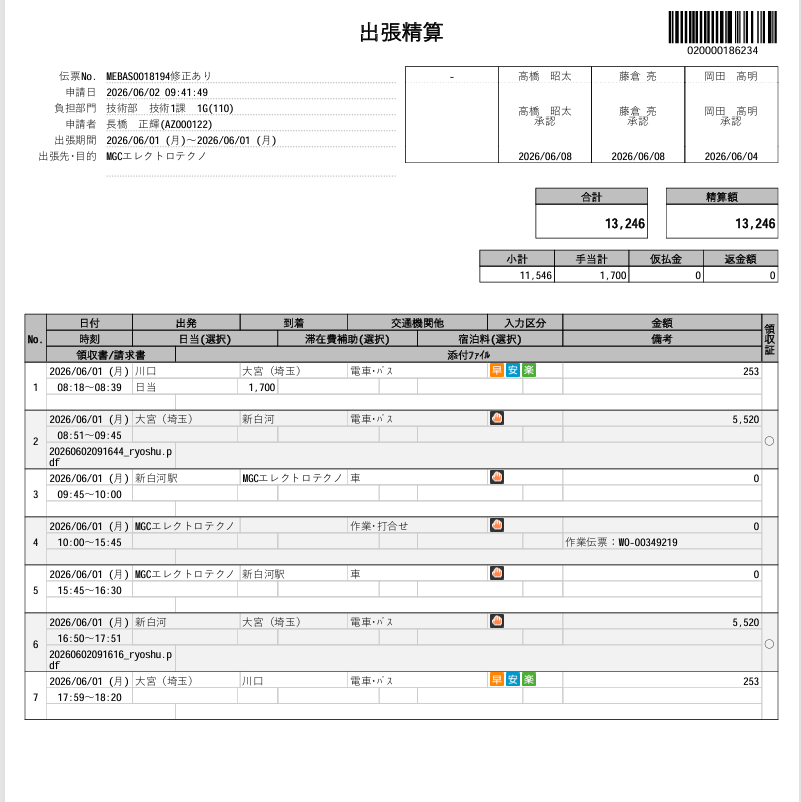 出張精算
020000186234
伝票No. MEBAS0018194修正あり
申請日 2026/06/02 09:41:49
負担部門 技術部 技術1課 1G(110)
申請者 長橋 正輝(AZ000122)
出張期間 2026/06/01 (月)～2026/06/01 (月)
出張先・目的 MGCエレクトロテクノ
- 高橋 昭太 藤倉 亮 岡田 高明
高橋 昭太 藤倉 亮 岡田 高明
承認 承認 承認
2026/06/08 2026/06/08 2026/06/04
合計 精算額
13,246 13,246
小計 手当計 仮払金 返金額
11,546 1,700 0 0
No. 日付 出発 到着 交通機関他 入力区分 金額 領収証
時刻 日当(選択) 滞在費補助(選択) 宿泊料(選択) 備考
領収書/請求書 添付ﾌｧｲﾙ
1 2026/06/01 (月) 川口 大宮（埼玉） 電車・ﾊﾞｽ 早 安 楽 253
08:18～08:39 日当 1,700
2 2026/06/01 (月) 大宮（埼玉） 新白河 電車・ﾊﾞｽ 5,520 ○
08:51～09:45
20260602091644_ryoshu.p
df
3 2026/06/01 (月) 新白河駅 MGCエレクトロテクノ 車 0
09:45～10:00
4 2026/06/01 (月) MGCエレクトロテクノ 作業・打合せ 0
10:00～15:45 作業伝票：WO-00349219
5 2026/06/01 (月) MGCエレクトロテクノ 新白河駅 車 0
15:45～16:30
6 2026/06/01 (月) 新白河 大宮（埼玉） 電車・ﾊﾞｽ 5,520 ○
16:50～17:51
20260602091616_ryoshu.p
df
7 2026/06/01 (月) 大宮（埼玉） 川口 電車・ﾊﾞｽ 早 安 楽 253
17:59～18:20